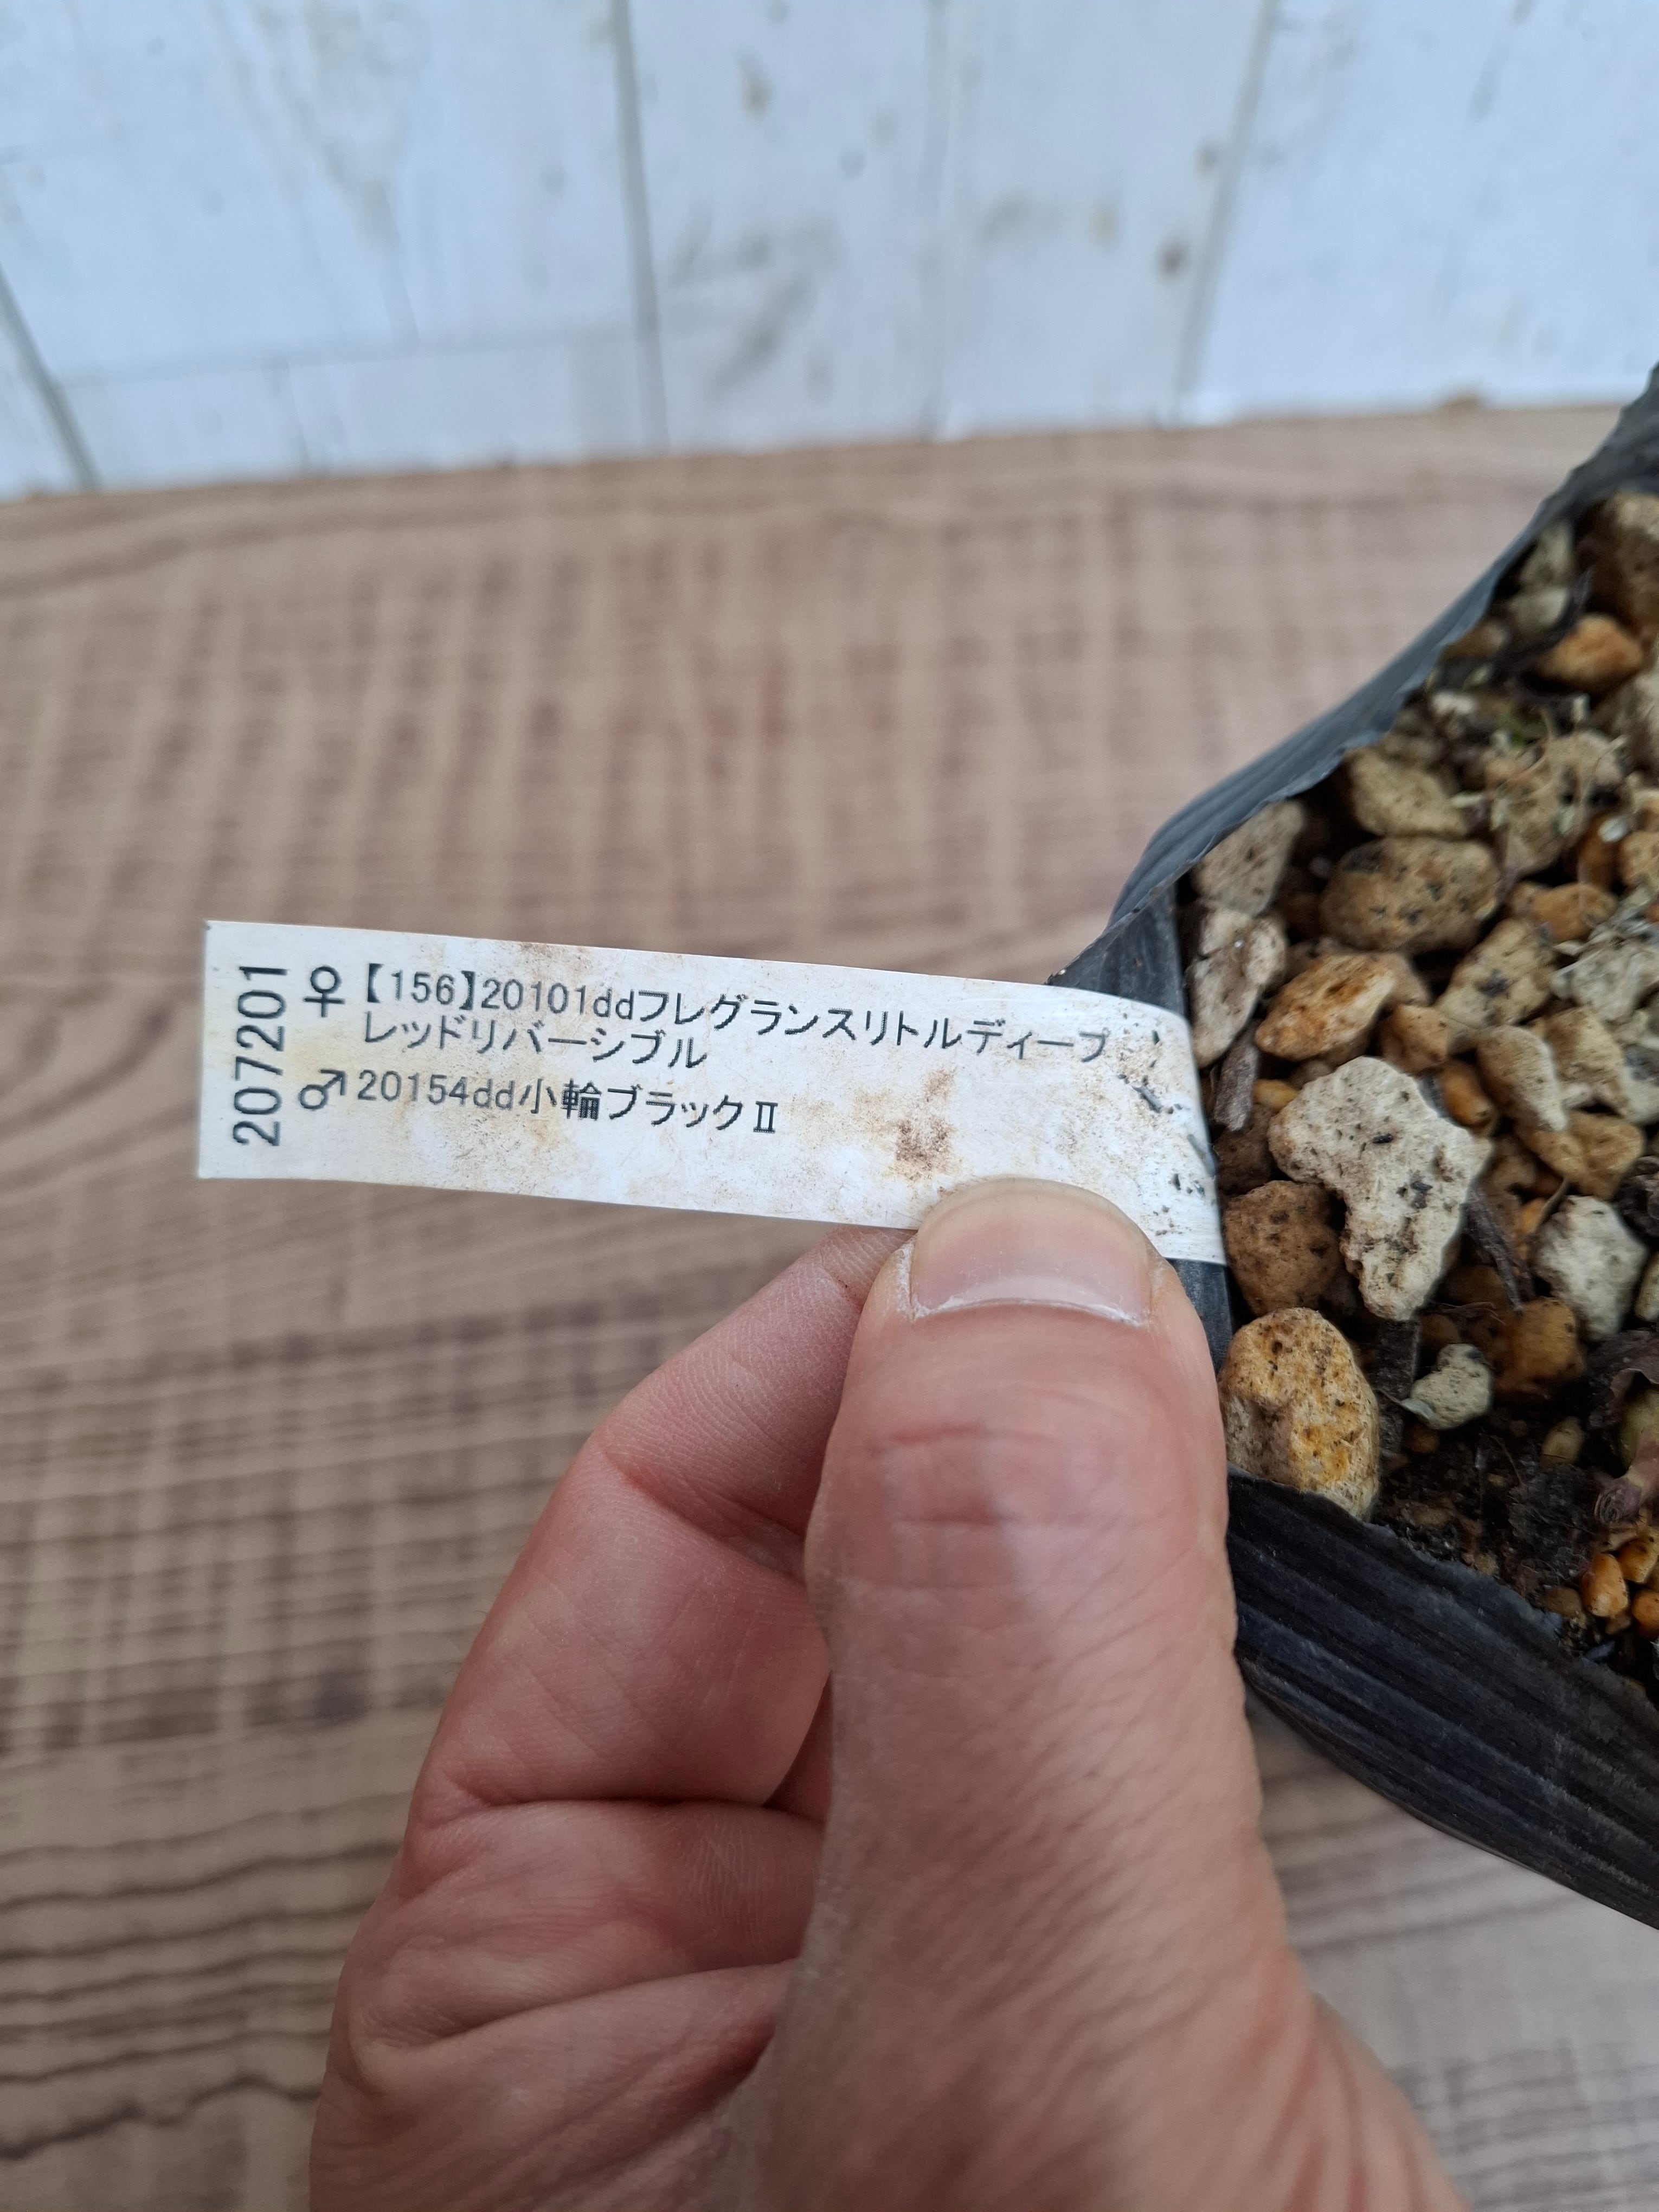 207201
♀【156】20101ddフレグランスリトルディープ
レッドリバーシブル
♂20154dd小輪ブラックⅡ